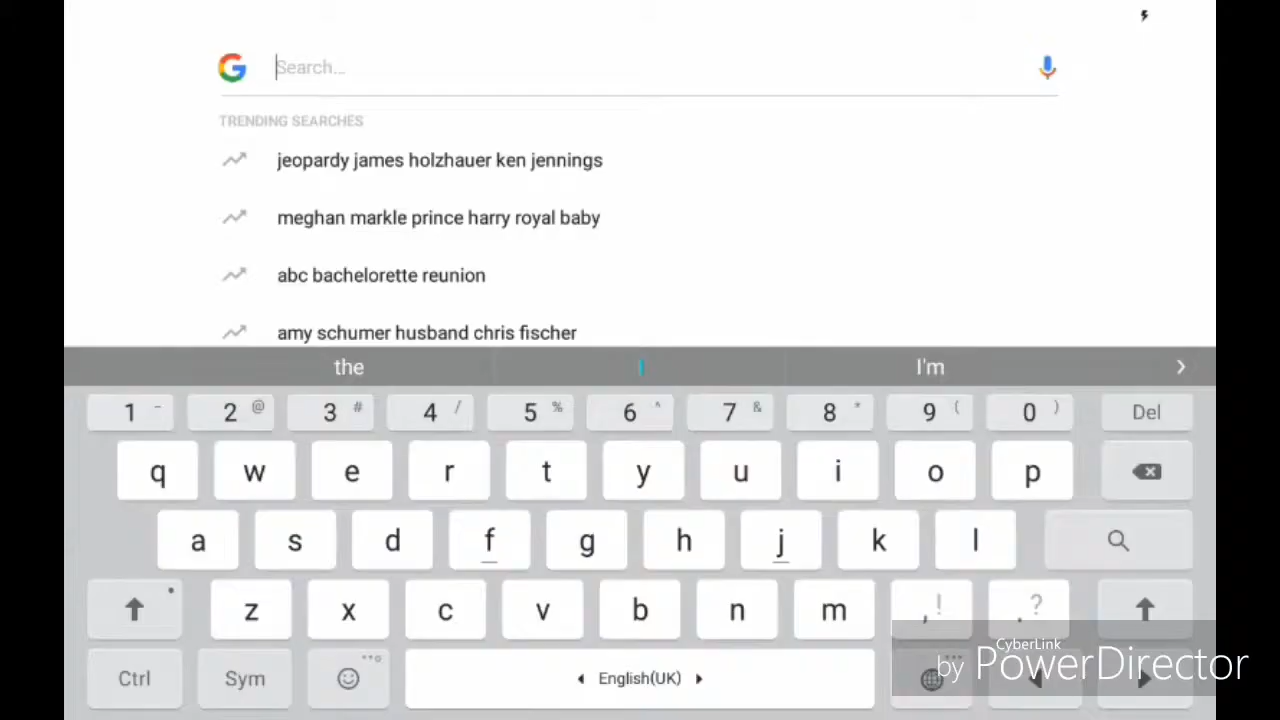 Search...
TRENDING SEARCHES
jeopardy james holzhauer ken jennings
meghan markle prince harry royal baby
abc bachelorette reunion
amy schumer husband chris fischer
the I I'm
1 - 2 @ 3 # 4 / 5 % 6 ^ 7 & 8 * 9 ( 0 ) Del
q w e r t y u i o p
a s d f g h j k l
z x c v b n m , ! . ?
Ctrl Sym English(UK)
CyberLink
by PowerDirector